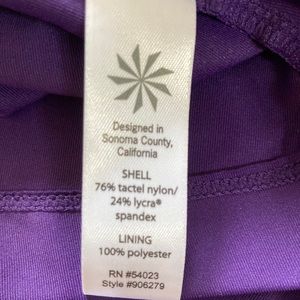 Designed in
Sonoma County,
California
SHELL
76% tactel nylon/
24% lycra®
spandex
LINING
100% polyester
RN #54023
Style #906279